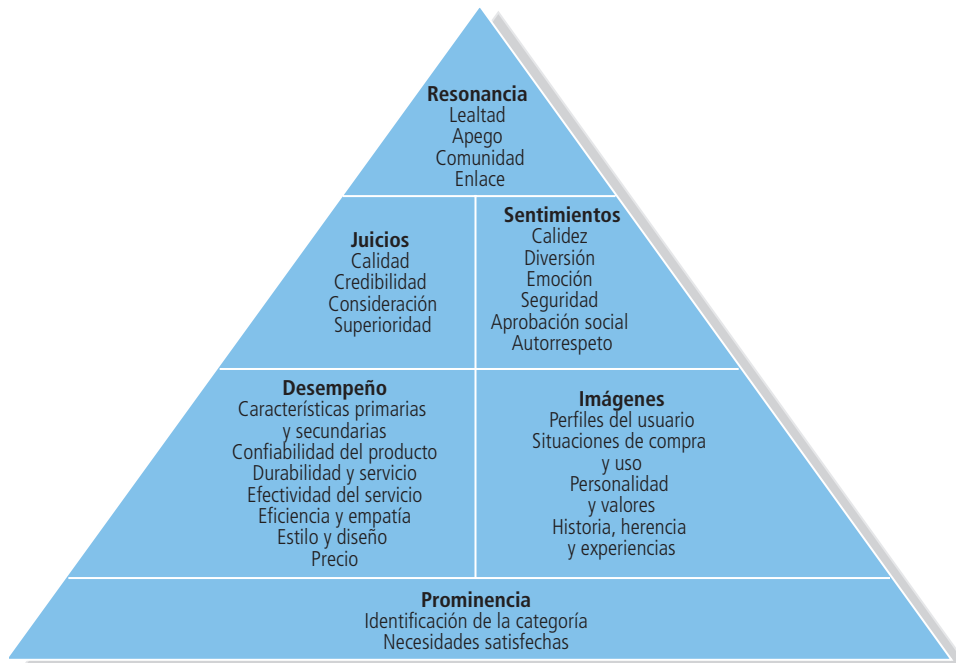 Resonancia
Lealtad
Apego
Comunidad
Enlace
Juicios
Calidad
Credibilidad
Consideración
Superioridad
Sentimientos
Calidez
Diversión
Emoción
Seguridad
Aprobación social
Autorrespeto
Desempeño
Características primarias
y secundarias
Confiabilidad del producto
Durabilidad y servicio
Efectividad del servicio
Eficiencia y empatía
Estilo y diseño
Precio
Imágenes
Perfiles del usuario
Situaciones de compra
y uso
Personalidad
y valores
Historia, herencia
y experiencias
Prominencia
Identificación de la categoría
Necesidades satisfechas